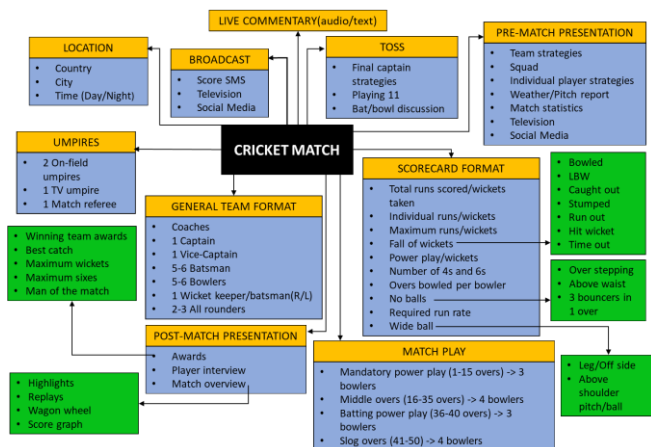 LIVE COMMENTARY(audio/text)
LOCATION
Country
City
Time (Day/Night)
BROADCAST
Score SMS
Television
Social Media
TOSS
Final captain
strategies
Playing 11
Bat/bowl discussion
PRE-MATCH PRESENTATION
Team strategies
Squad
Individual player strategies
Weather/Pitch report
Match statistics
Television
Social Media
CRICKET MATCH
UMPIRES
2 On-field
umpires
1 TV umpire
1 Match referee
GENERAL TEAM FORMAT
Coaches
1 Captain
1 Vice-Captain
5-6 Batsman
5-6 Bowlers
1 Wicket keeper/batsman(R/L)
2-3 All rounders
SCORECARD FORMAT
Total runs scored/wickets
taken
Individual runs/wickets
Maximum runs/wickets
Fall of wickets
Power play/wickets
Number of 4s and 6s
Overs bowled per bowler
No balls
Required run rate
Wide ball
Bowled
LBW
Caught out
Stumped
Run out
Hit wicket
Time out
Over stepping
Above waist
3 bouncers in
1 over
Leg/Off side
Above
shoulder
pitch/ball
Winning team awards
Best catch
Maximum wickets
Maximum sixes
Man of the match
POST-MATCH PRESENTATION
Awards
Player interview
Match overview
Highlights
Replays
Wagon wheel
Score graph
MATCH PLAY
Mandatory power play (1-15 overs) -> 3
bowlers
Middle overs (16-35 overs) -> 4 bowlers
Batting power play (36-40 overs) -> 3
bowlers
Slog overs (41-50) -> 4 bowlers